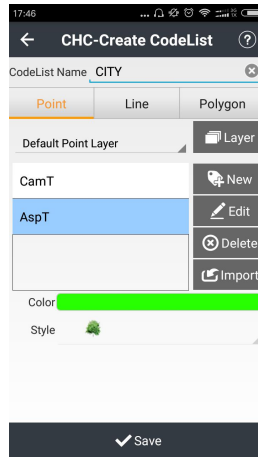 17:46 ...
CHC-Create CodeList ?
CodeList Name CITY
Point Line Polygon
Default Point Layer Layer
CamT New
AspT Edit
Delete
Import
Color
Style
Save